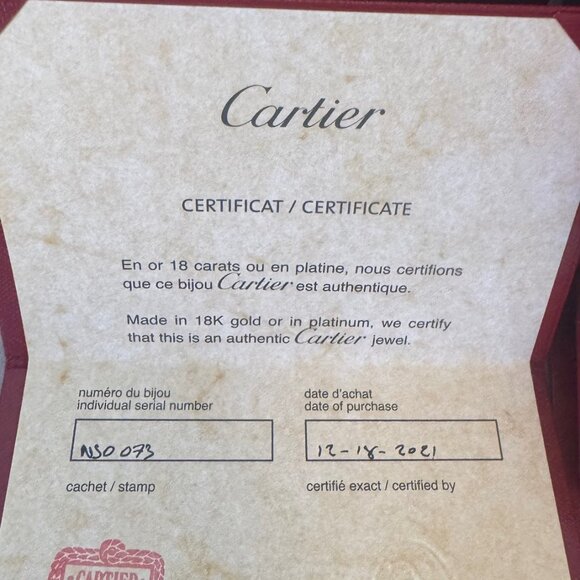 Cartier
CERTIFICAT / CERTIFICATE
En or 18 carats ou en platine, nous certifions
que ce bijou Cartier est authentique.
Made in 18K gold or in platinum, we certify
that this is an authentic Cartier jewel.
numéro du bijou
individual serial number
date d'achat
date of purchase
NSO073
12-18-2021
cachet / stamp
certifié exact / certified by
CARTIER